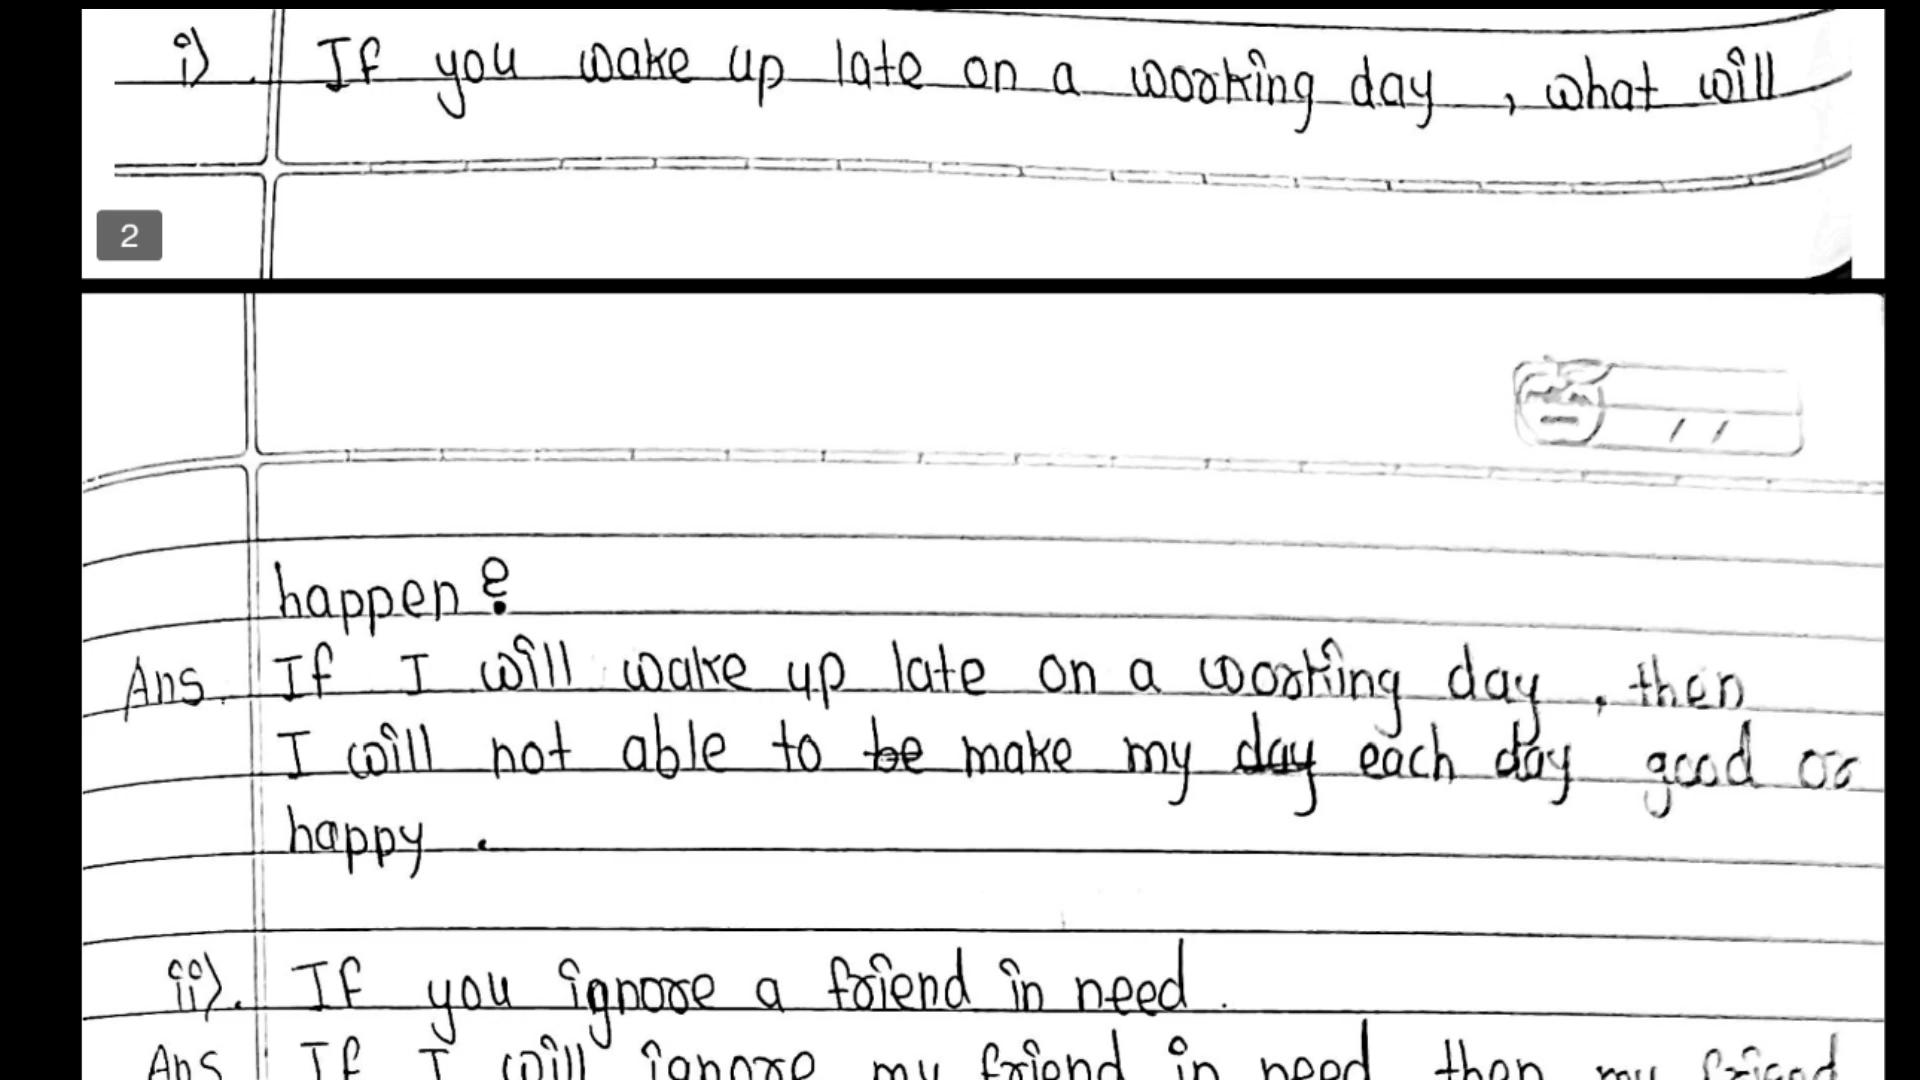 i). If you wake up late on a working day, what will
2
/ /
happen?
Ans. If I will wake up late on a working day, then
I will not able to be make my day each day good or
happy.
ii). If you ignore a friend in need.
Ans If I will ignore my friend in need then my friend